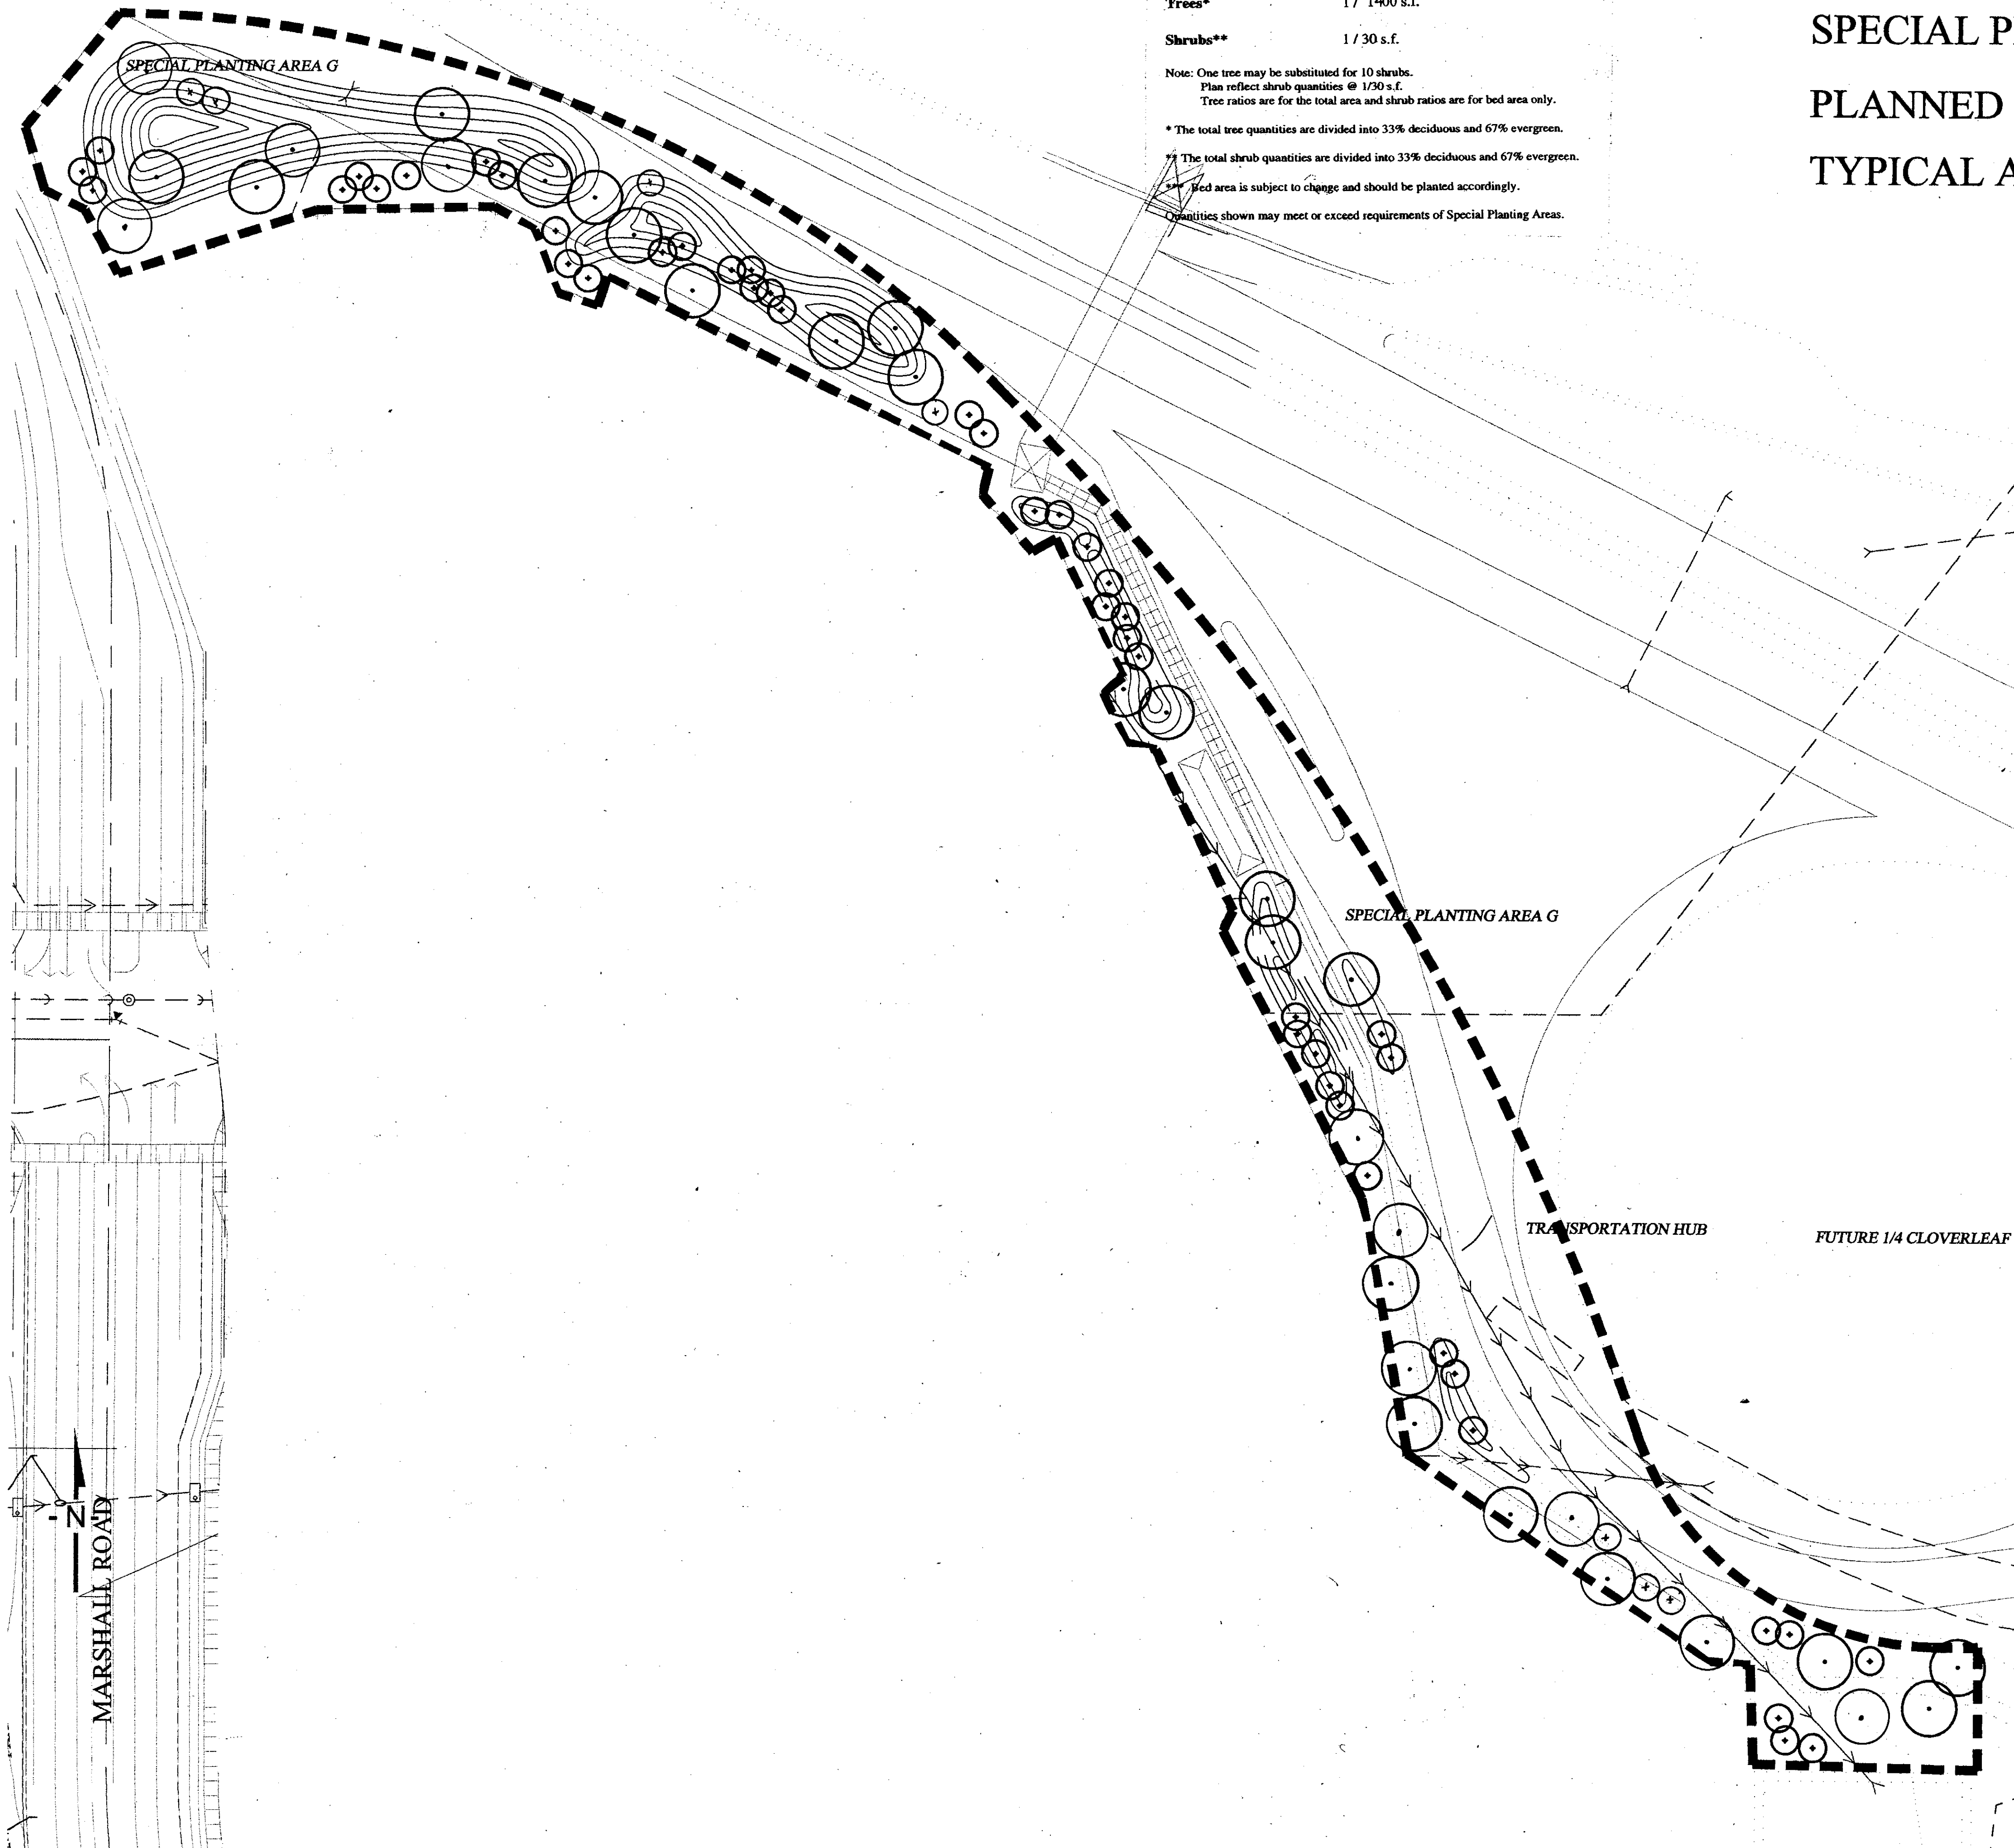 Trees* 1 / 1400 s.f.
Shrubs** 1 / 30 s.f.
Note: One tree may be substituted for 10 shrubs.
Plan reflect shrub quantities @ 1/30 s.f.
Tree ratios are for the total area and shrub ratios are for bed area only.
* The total tree quantities are divided into 33% deciduous and 67% evergreen.
** The total shrub quantities are divided into 33% deciduous and 67% evergreen.
*** Bed area is subject to change and should be planted accordingly.
Quantities shown may meet or exceed requirements of Special Planting Areas.
SPECIAL P
PLANNED
TYPICAL A
SPECIAL PLANTING AREA G
SPECIAL PLANTING AREA G
TRANSPORTATION HUB
FUTURE 1/4 CLOVERLEAF
N
MARSHALL ROAD